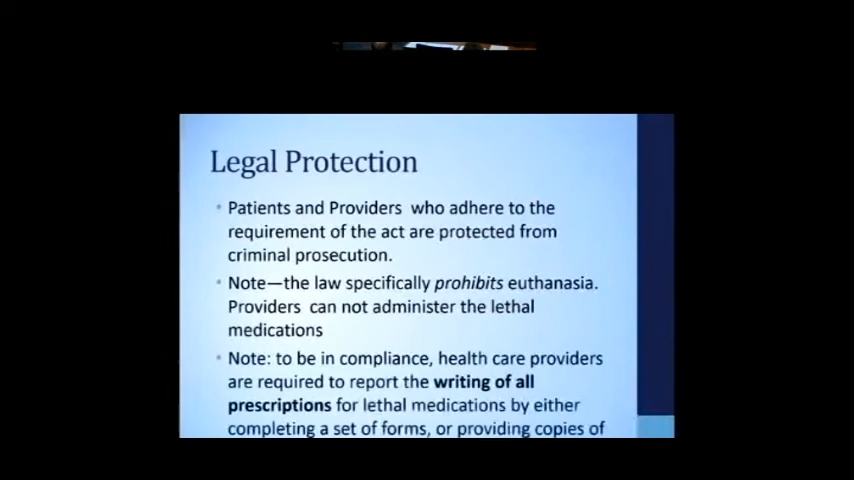 Legal Protection
• Patients and Providers who adhere to the
requirement of the act are protected from
criminal prosecution.
• Note—the law specifically prohibits euthanasia.
Providers can not administer the lethal
medications
• Note: to be in compliance, health care providers
are required to report the writing of all
prescriptions for lethal medications by either
completing a set of forms, or providing copies of